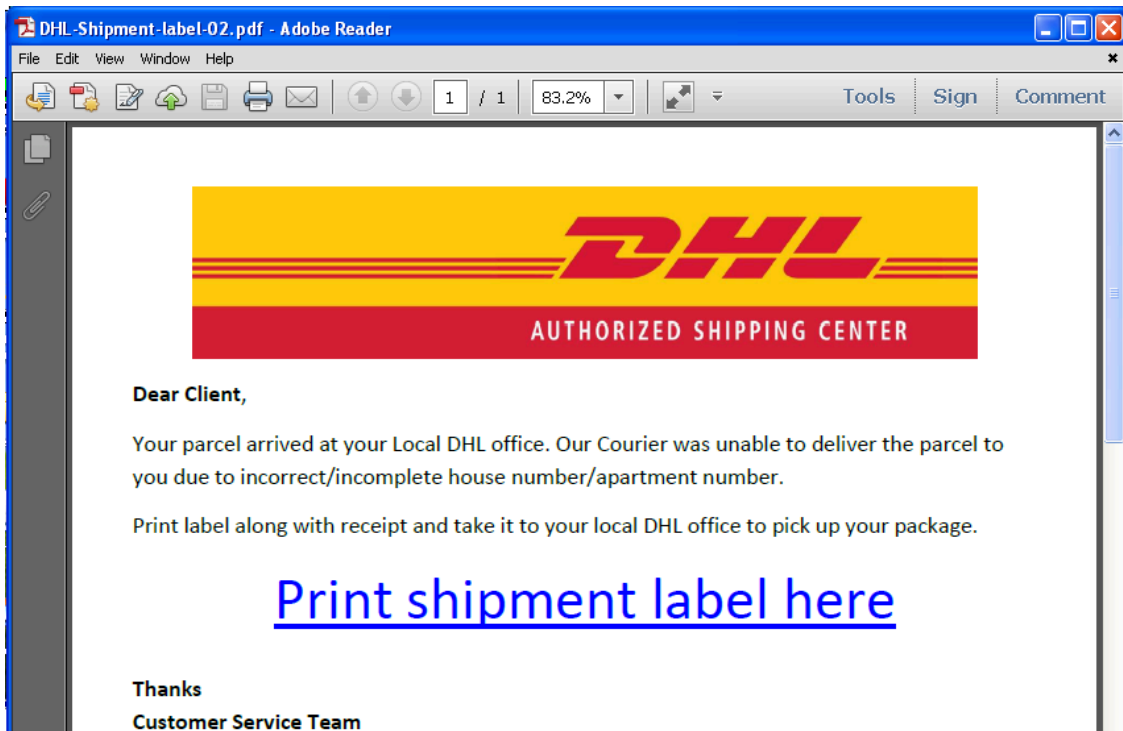 DHL-Shipment-label-02.pdf - Adobe Reader
File Edit View Window Help
1 / 1 83.2% Tools Sign Comment
DHL
AUTHORIZED SHIPPING CENTER
Dear Client,
Your parcel arrived at your Local DHL office. Our Courier was unable to deliver the parcel to
you due to incorrect/incomplete house number/apartment number.
Print label along with receipt and take it to your local DHL office to pick up your package.
Print shipment label here
Thanks
Customer Service Team